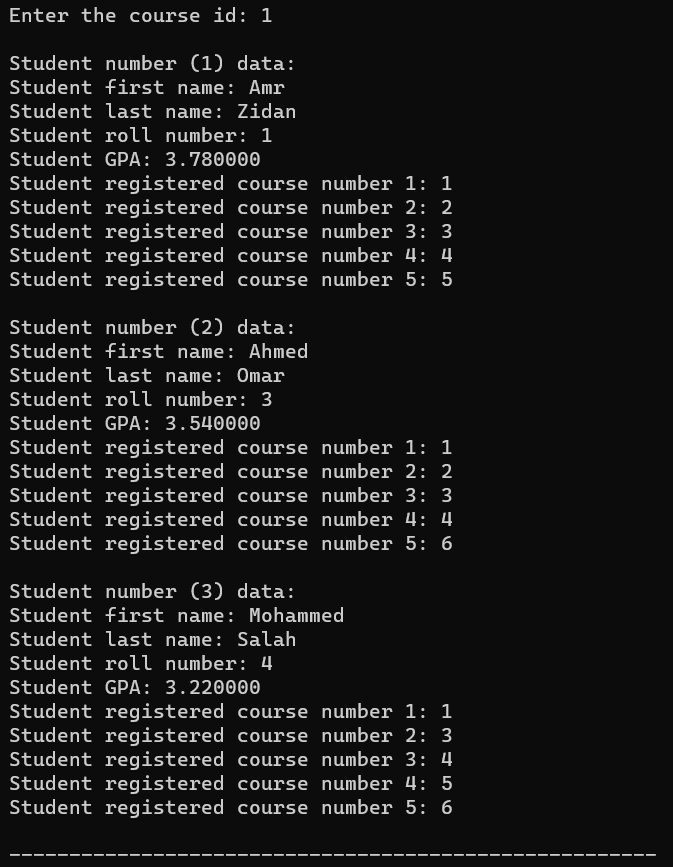 Enter the course id: 1
Student number (1) data:
Student first name: Amr
Student last name: Zidan
Student roll number: 1
Student GPA: 3.780000
Student registered course number 1: 1
Student registered course number 2: 2
Student registered course number 3: 3
Student registered course number 4: 4
Student registered course number 5: 5
Student number (2) data:
Student first name: Ahmed
Student last name: Omar
Student roll number: 3
Student GPA: 3.540000
Student registered course number 1: 1
Student registered course number 2: 2
Student registered course number 3: 3
Student registered course number 4: 4
Student registered course number 5: 6
Student number (3) data:
Student first name: Mohammed
Student last name: Salah
Student roll number: 4
Student GPA: 3.220000
Student registered course number 1: 1
Student registered course number 2: 3
Student registered course number 3: 4
Student registered course number 4: 5
Student registered course number 5: 6
------------------------------------------------------